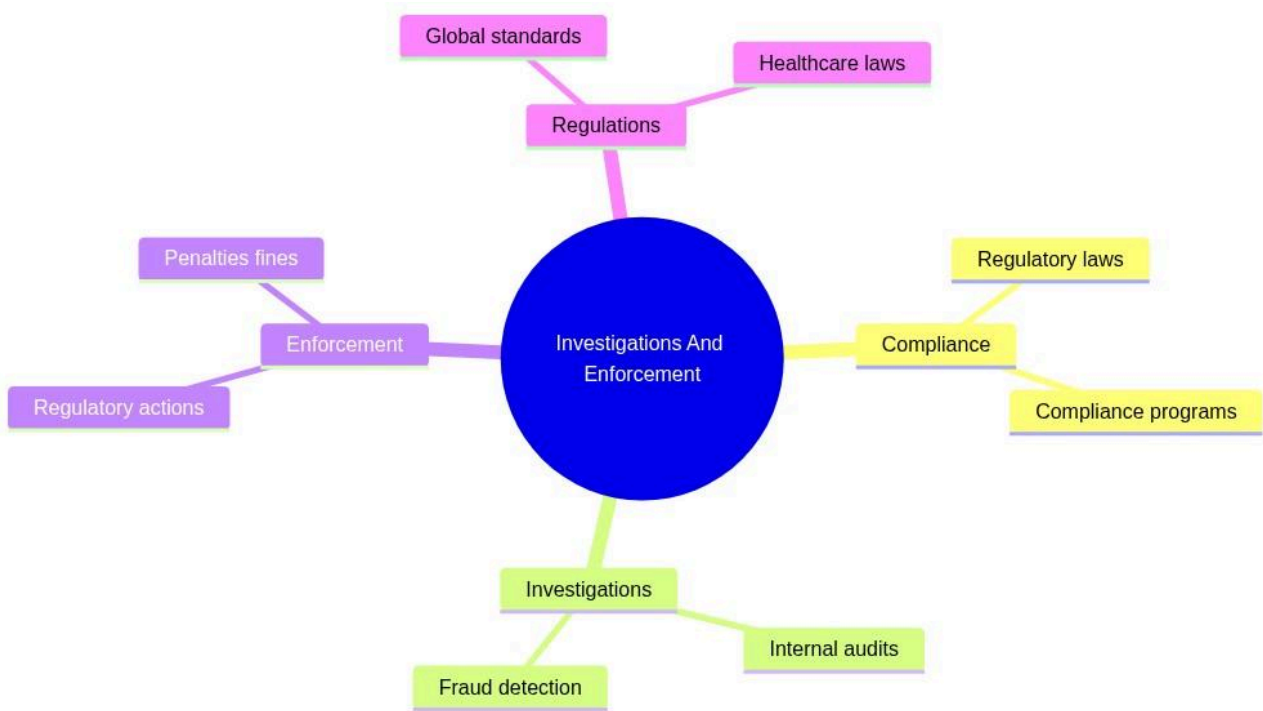 Global standards
Healthcare laws
Regulations
Penalties fines
Regulatory laws
Enforcement
Investigations And
Enforcement
Compliance
Regulatory actions
Compliance programs
Investigations
Internal audits
Fraud detection